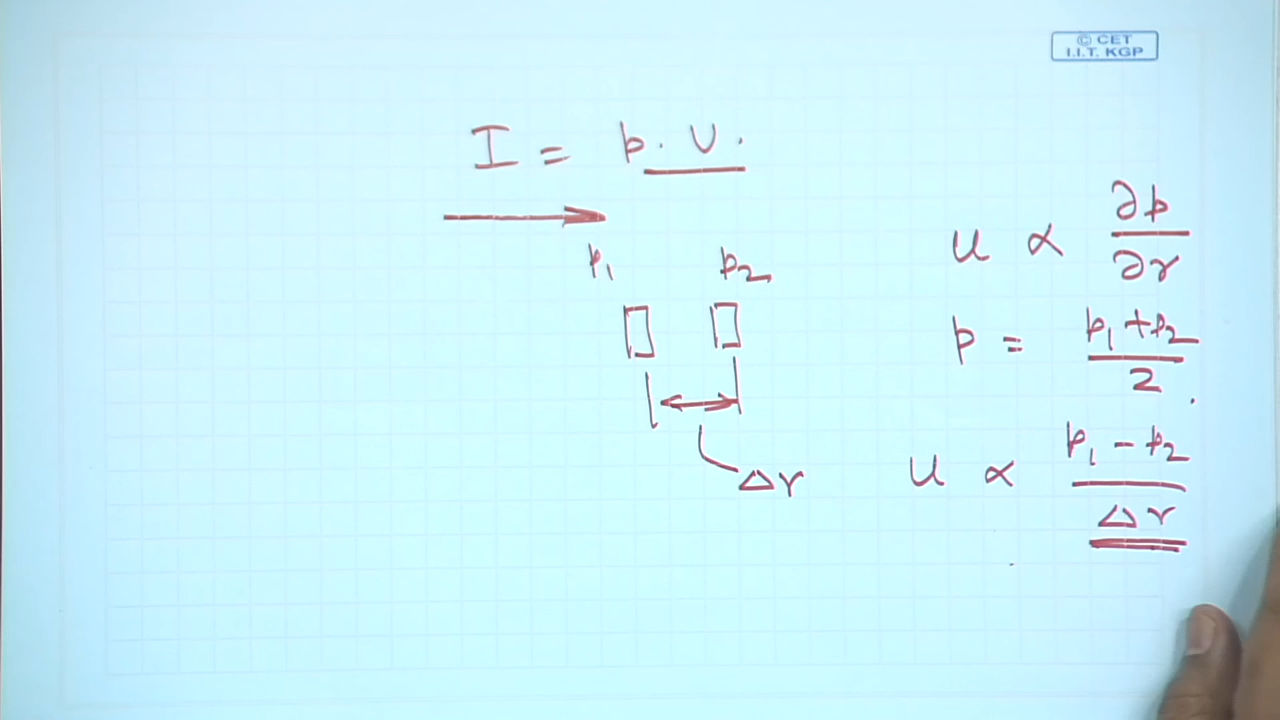 © CET
I.I.T. KGP
I = p. U.
p₁
p₂
Δr
u ∝ ∂p/∂r
p = (p₁ + p₂)/2
u ∝ (p₁ − p₂)/Δr